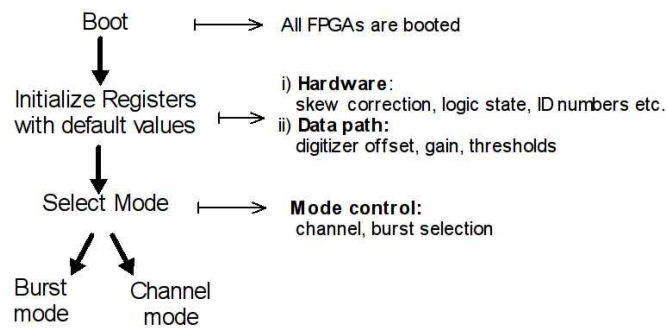 Boot
All FPGAs are booted
Initialize Registers
with default values
i) Hardware:
skew correction, logic state, ID numbers etc.
ii) Data path:
digitizer offset, gain, thresholds
Select Mode
Mode control:
channel, burst selection
Burst
mode
Channel
mode